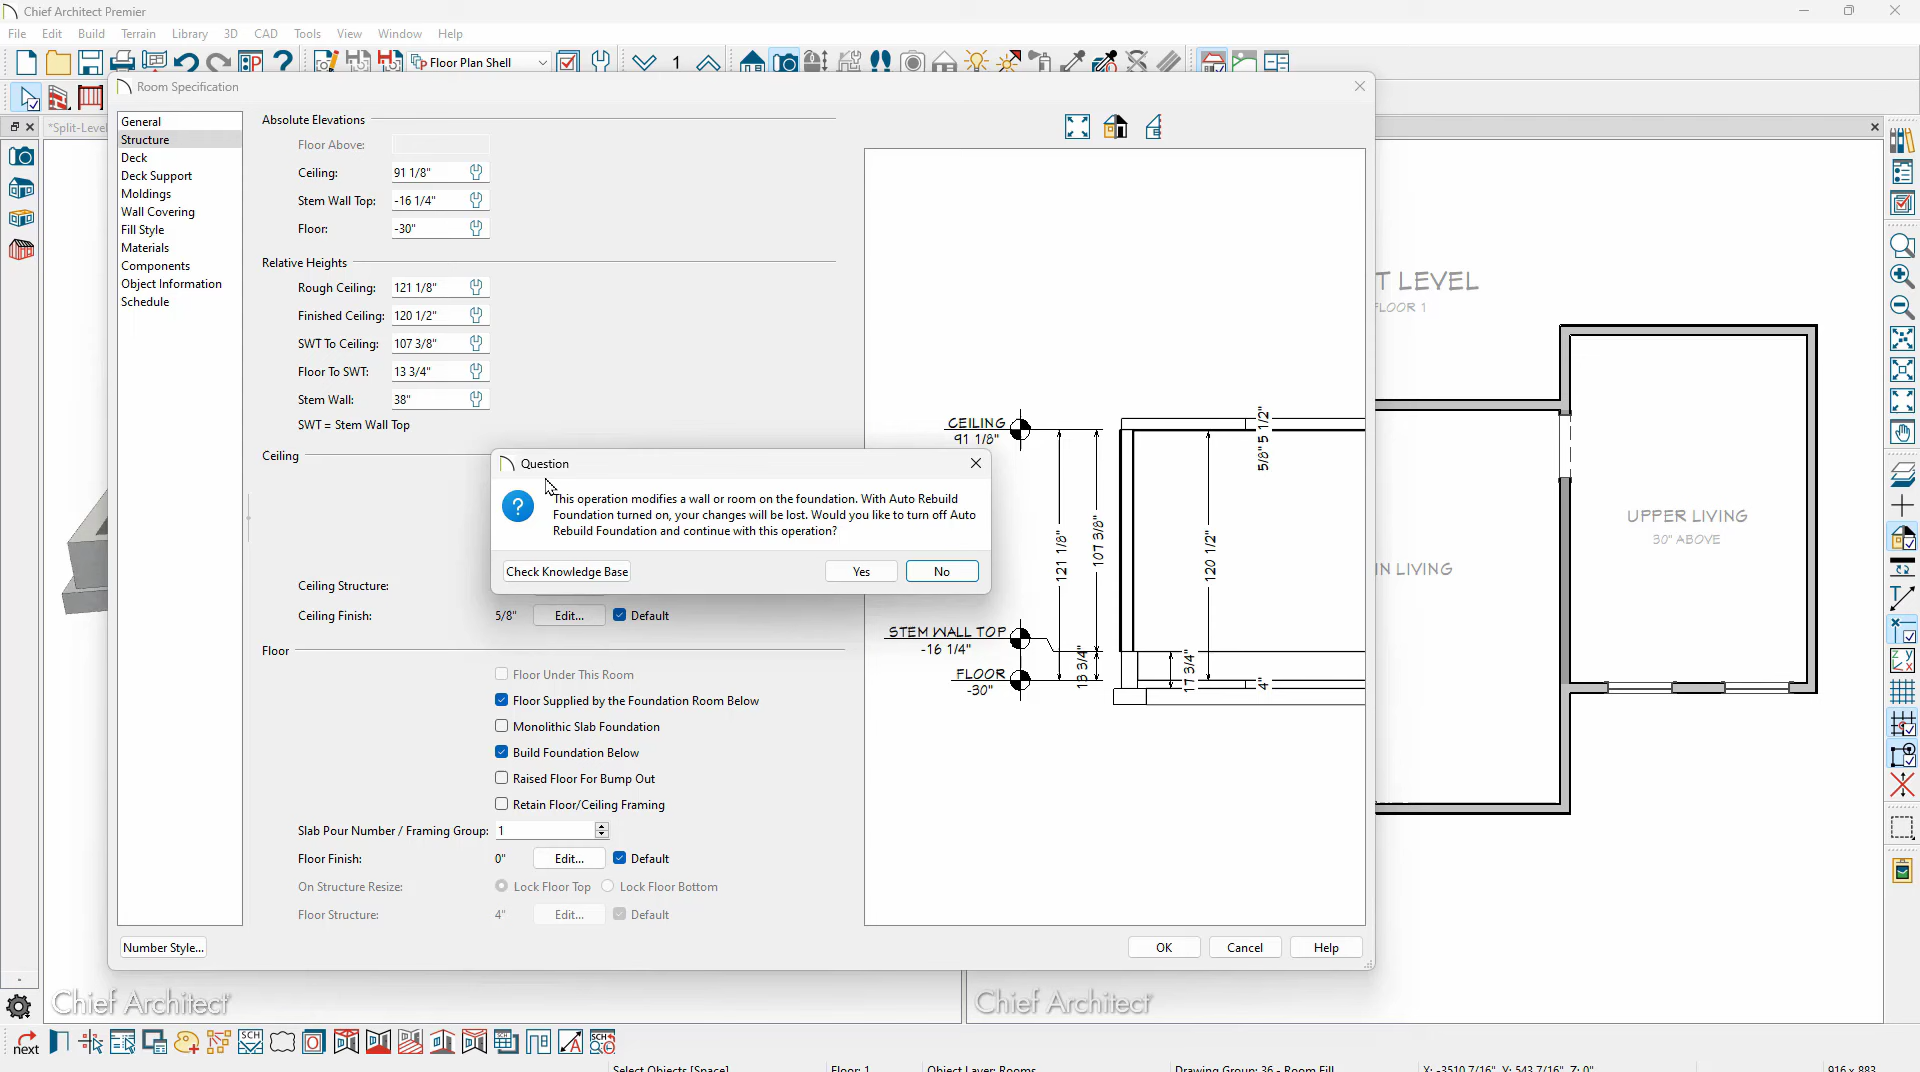 Chief Architect Premier
File Edit Build Terrain Library 3D CAD Tools View Window Help
Floor Plan Shell
1
Room Specification
*Split-Level
General
Structure
Deck
Deck Support
Moldings
Wall Covering
Fill Style
Materials
Components
Object Information
Schedule
Absolute Elevations
Floor Above:
Ceiling: 91 1/8"
Stem Wall Top: -16 1/4"
Floor: -30"
Relative Heights
Rough Ceiling: 121 1/8"
Finished Ceiling: 120 1/2"
SWT To Ceiling: 107 3/8"
Floor To SWT: 13 3/4"
Stem Wall: 38"
SWT = Stem Wall Top
Ceiling
Question
This operation modifies a wall or room on the foundation. With Auto Rebuild
Foundation turned on, your changes will be lost. Would you like to turn off Auto
Rebuild Foundation and continue with this operation?
Check Knowledge Base Yes No
Ceiling Structure:
Ceiling Finish: 5/8" Edit... Default
Floor
Floor Under This Room
Floor Supplied by the Foundation Room Below
Monolithic Slab Foundation
Build Foundation Below
Raised Floor For Bump Out
Retain Floor/Ceiling Framing
Slab Pour Number / Framing Group: 1
Floor Finish: 0" Edit... Default
On Structure Resize: Lock Floor Top Lock Floor Bottom
Floor Structure: 4" Edit... Default
Number Style...
OK Cancel Help
CEILING
91 1/8"
STEM WALL TOP
-16 1/4"
FLOOR
-30"
121 1/8"
107 3/8"
13 3/4"
120 1/2"
17 3/4"
5/8" 5 1/2"
4"
T LEVEL
FLOOR 1
UPPER LIVING
30" ABOVE
IN LIVING
Chief Architect
Chief Architect
next
SCH
SCH
Select Objects [Space] Floor: 1 Object Layer: Rooms Drawing Group: 36 - Room Fill X: -3510 7/16", Y: 543 7/16", Z: 0" 916 x 883